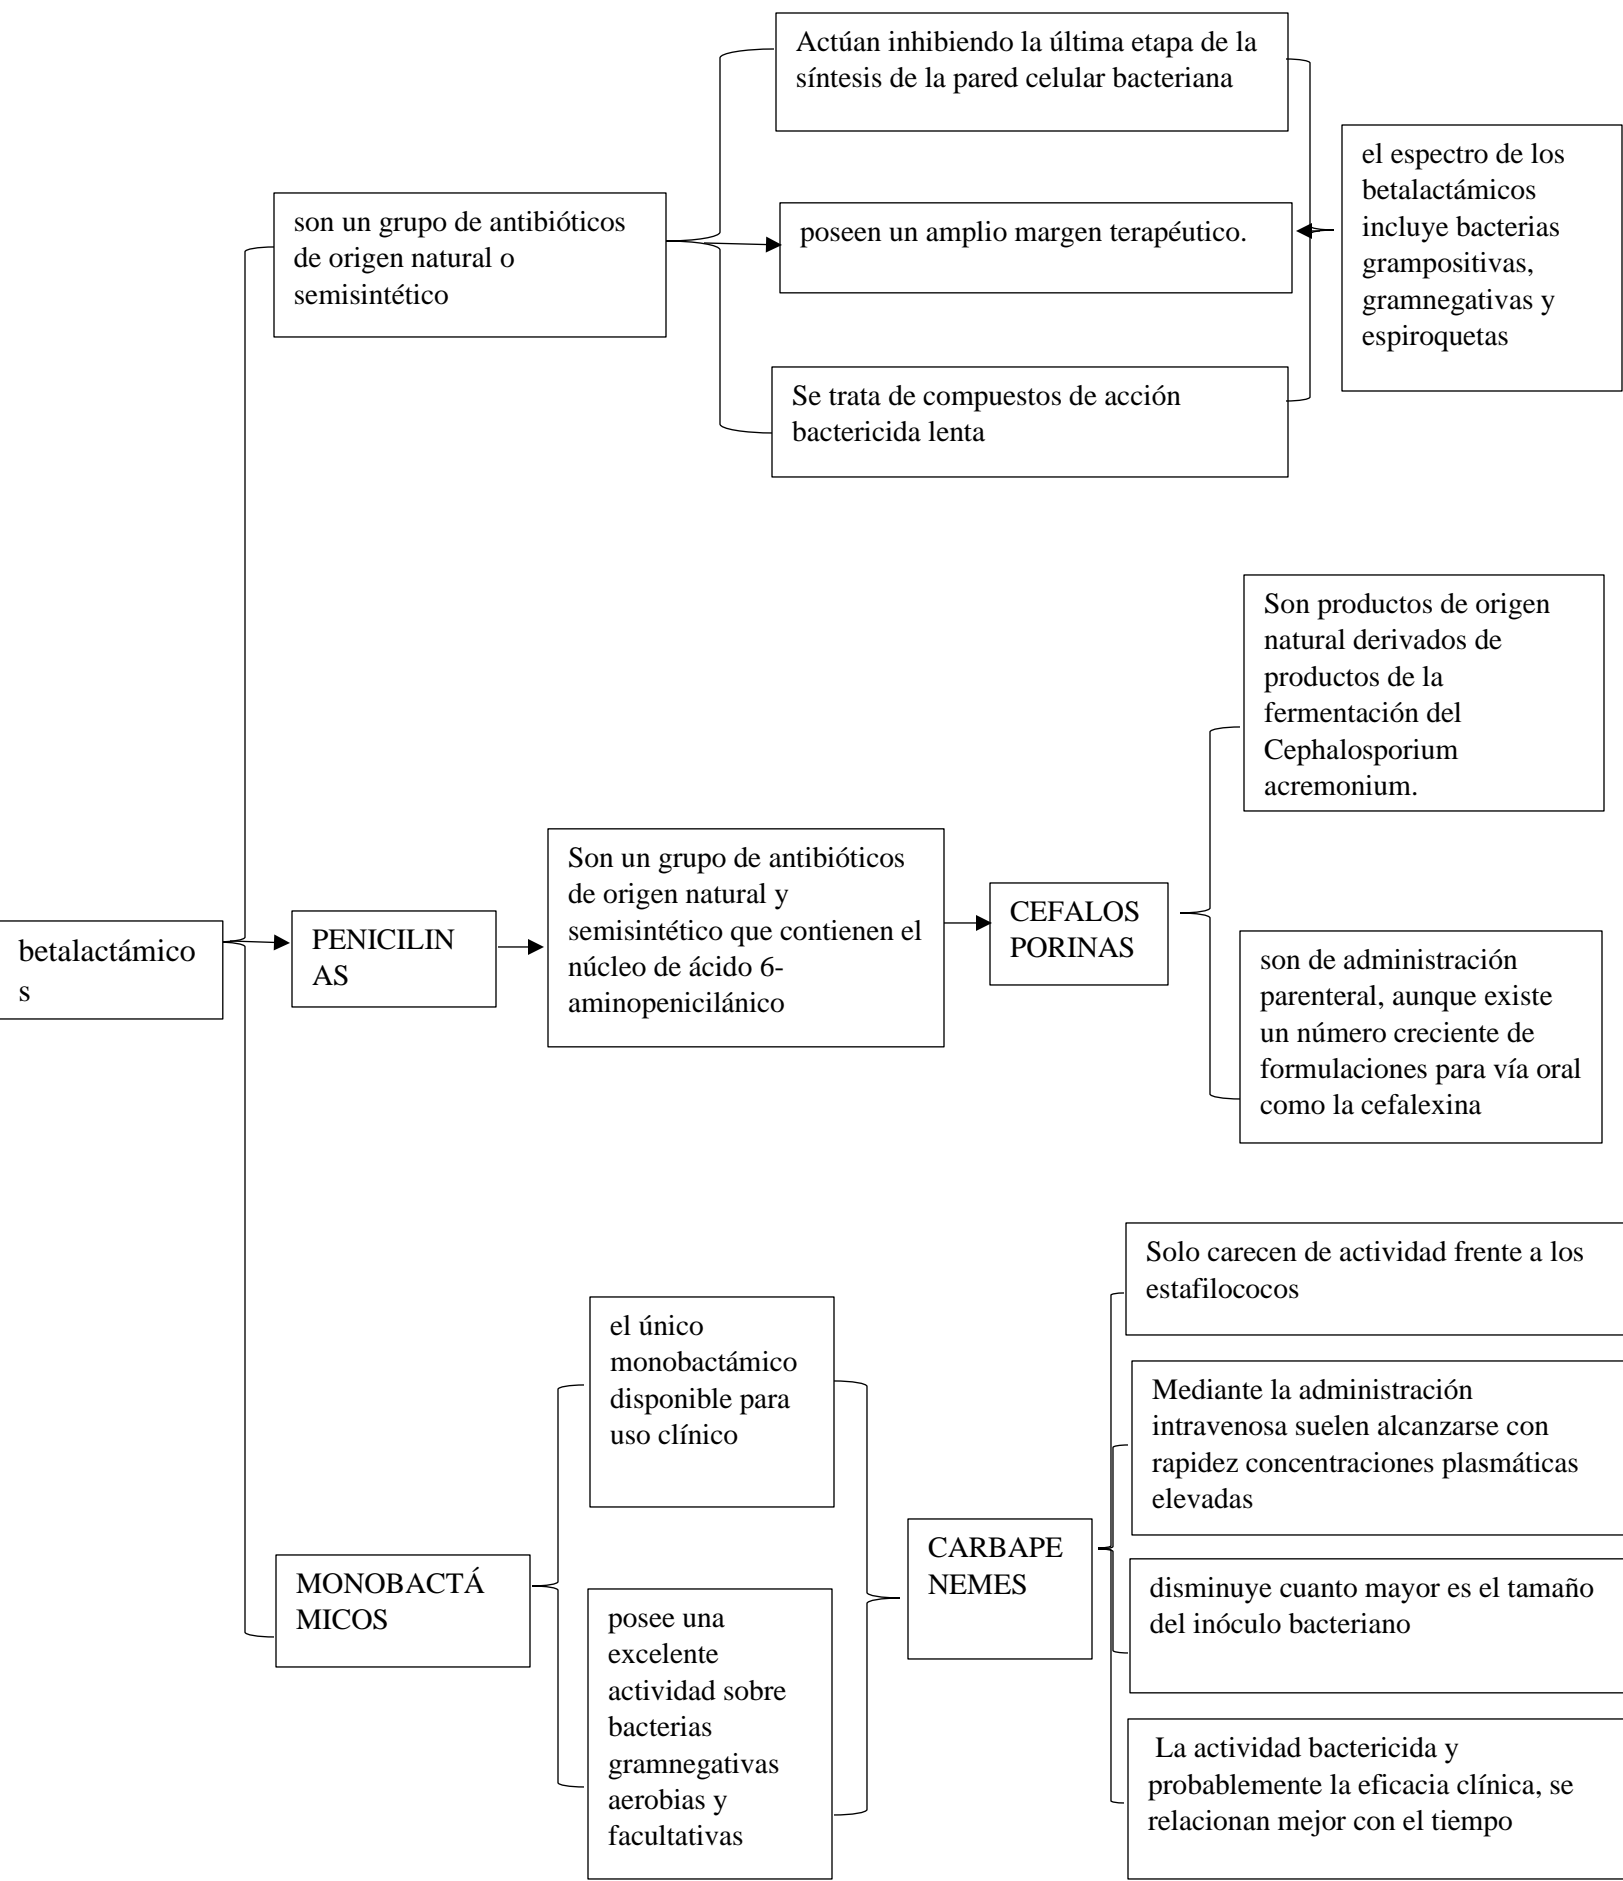 Actúan inhibiendo la última etapa de la
síntesis de la pared celular bacteriana
el espectro de los
betalactámicos
incluye bacterias
grampositivas,
gramnegativas y
espiroquetas
son un grupo de antibióticos
de origen natural o
semisintético
poseen un amplio margen terapéutico.
Se trata de compuestos de acción
bactericida lenta
Son productos de origen
natural derivados de
productos de la
fermentación del
Cephalosporium
acremonium.
betalactámico
s
PENICILIN
AS
Son un grupo de antibióticos
de origen natural y
semisintético que contienen el
núcleo de ácido 6-
aminopenicilánico
CEFALOS
PORINAS
son de administración
parenteral, aunque existe
un número creciente de
formulaciones para vía oral
como la cefalexina
MONOBACTÁ
MICOS
el único
monobactámico
disponible para
uso clínico
posee una
excelente
actividad sobre
bacterias
gramnegativas
aerobias y
facultativas
CARBAPE
NEMES
Solo carecen de actividad frente a los
estafilococos
Mediante la administración
intravenosa suelen alcanzarse con
rapidez concentraciones plasmáticas
elevadas
disminuye cuanto mayor es el tamaño
del inóculo bacteriano
La actividad bactericida y
probablemente la eficacia clínica, se
relacionan mejor con el tiempo